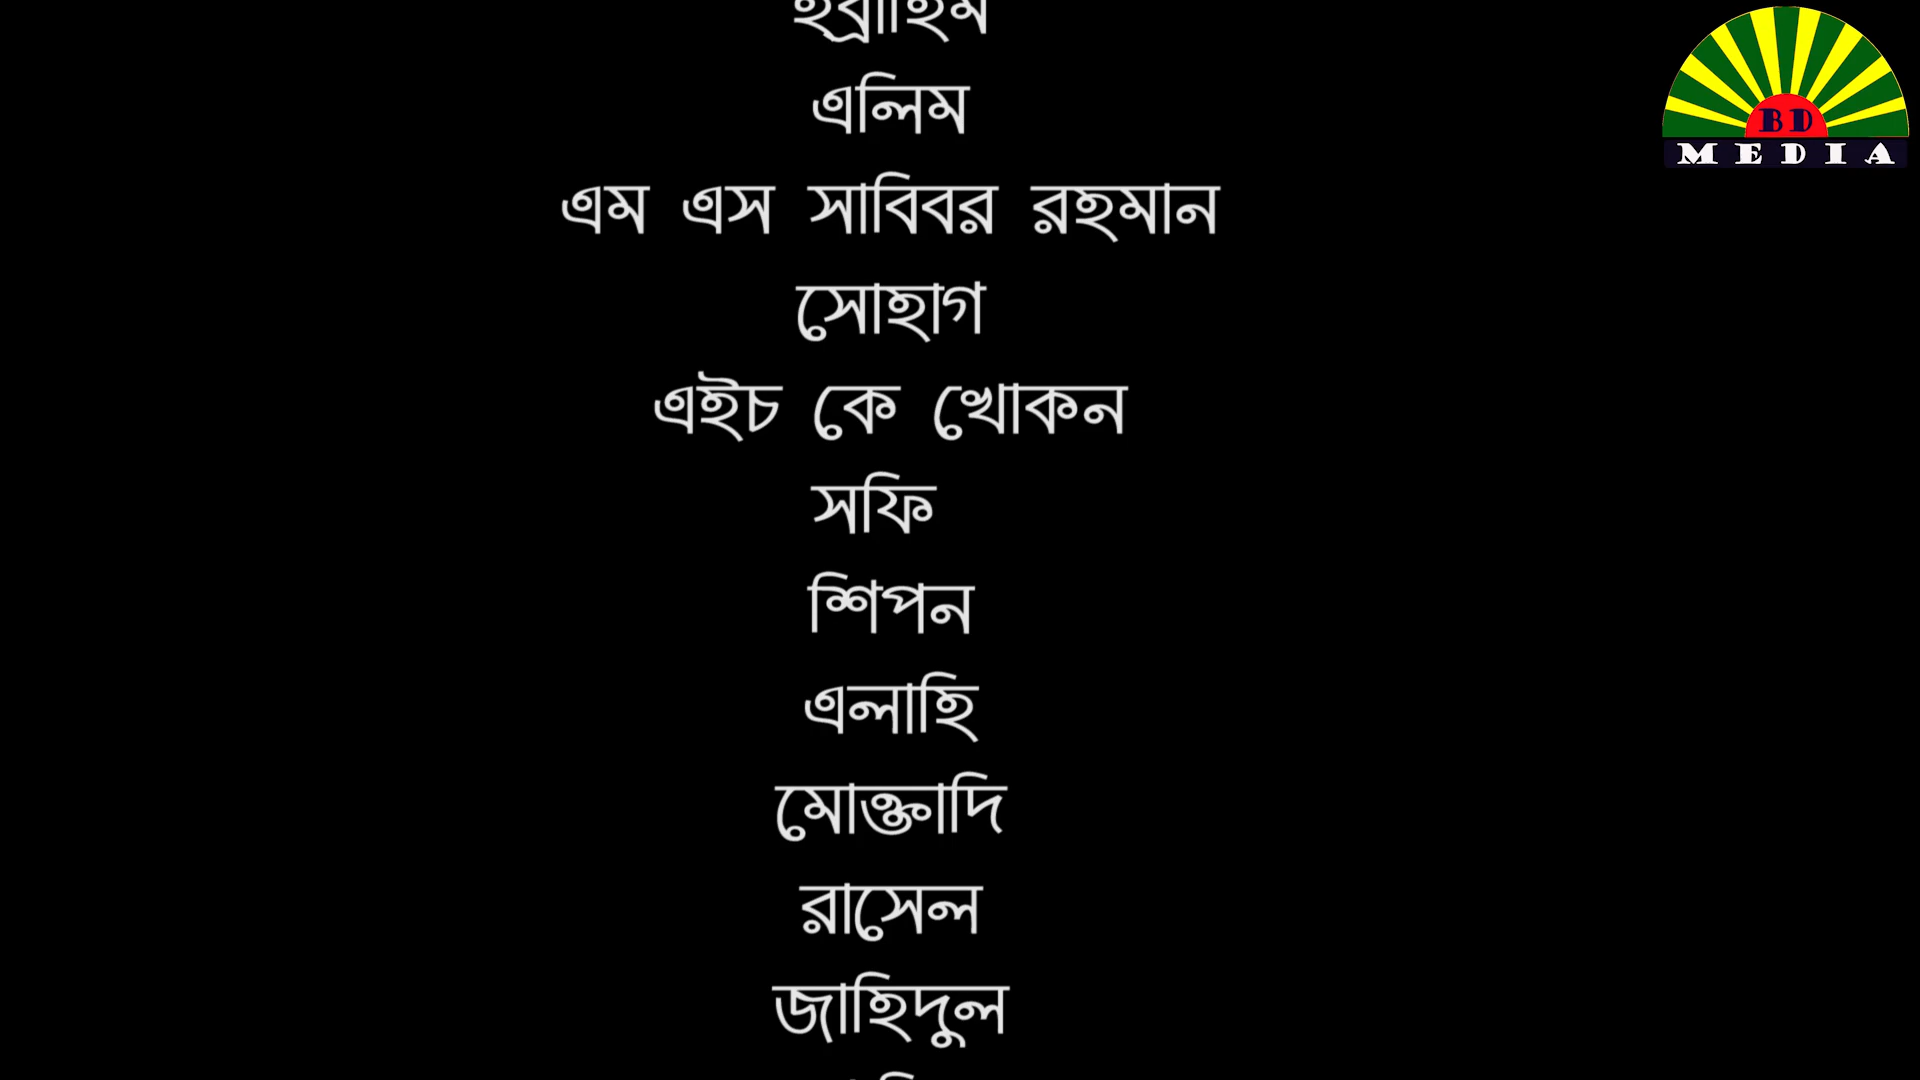 এলিম
এম এস সাবিবর রহমান
সোহাগ
এইচ কে খোকন
সফি
শিপন
এলাহি
মোক্তাদি
রাসেল
জাহিদুল
BD
MEDIA